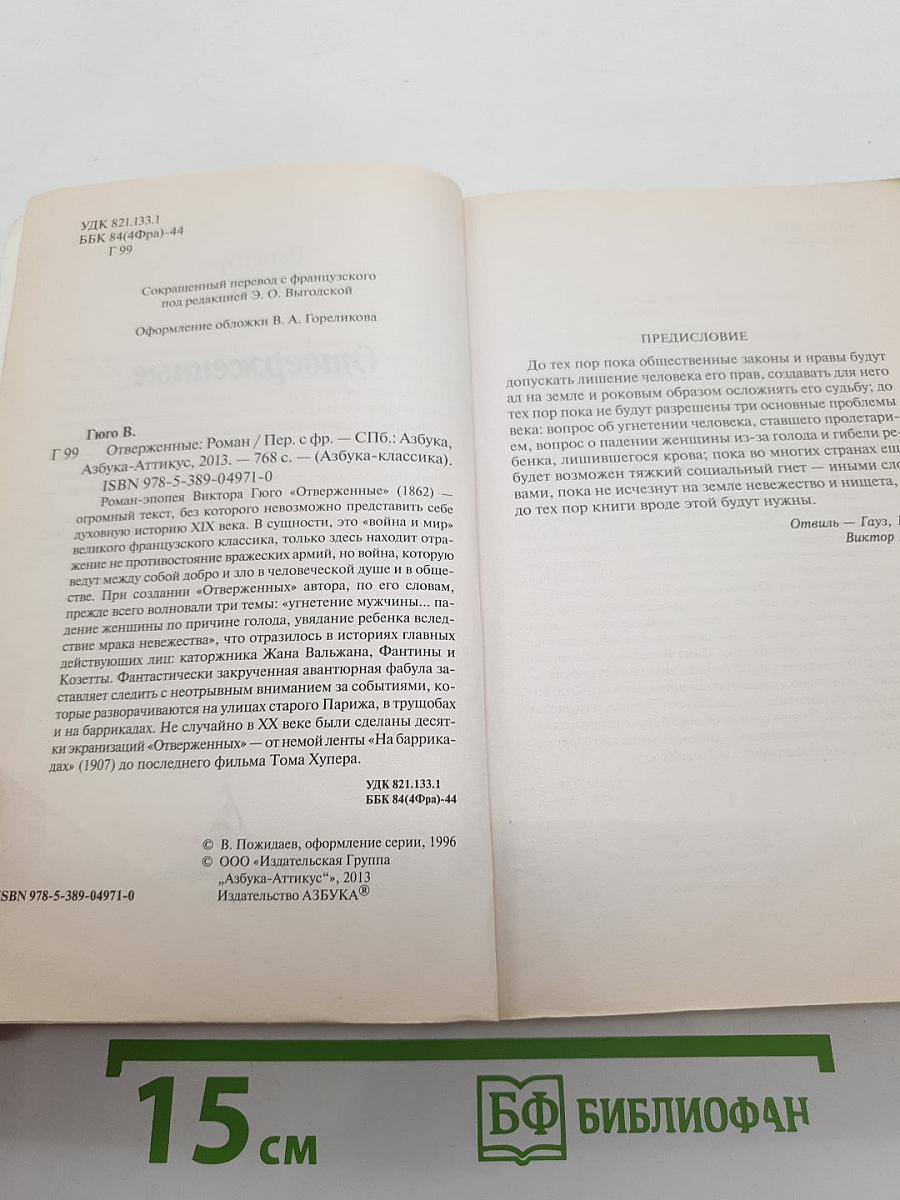 УДК 821.133.1
ББК 84(4Фра)-44
Г 99
Сокращенный перевод с французского
под редакцией Э. О. Выгодской
Оформление обложки В. А. Гореликова
Гюго В.
Г 99 Отверженные: Роман / Пер. с фр. — СПб.: Азбука,
Азбука-Аттикус, 2013. — 768 с. — (Азбука-классика).
ISBN 978-5-389-04971-0
Роман-эпопея Виктора Гюго «Отверженные» (1862) —
огромный текст, без которого невозможно представить себе
духовную историю XIX века. В сущности, это «война и мир»
великого французского классика, только здесь находит отра-
жение не противостояние вражеских армий, но война, которую
ведут между собой добро и зло в человеческой душе и в обще-
стве. При создании «Отверженных» автора, по его словам,
прежде всего волновали три темы: «угнетение мужчины... па-
дение женщины по причине голода, увядание ребенка вслед-
ствие мрака невежества», что отразилось в историях главных
действующих лиц: каторжника Жана Вальжана, Фантины и
Козетты. Фантастически закрученная авантюрная фабула за-
ставляет следить с неотрывным вниманием за событиями, ко-
торые разворачиваются на улицах старого Парижа, в трущобах
и на баррикадах. Не случайно в XX веке были сделаны десят-
ки экранизаций «Отверженных» — от немой ленты «На баррика-
дах» (1907) до последнего фильма Тома Хупера.
УДК 821.133.1
ББК 84(4Фра)-44
© В. Пожидаев, оформление серии, 1996
© ООО «Издательская Группа
„Азбука-Аттикус“», 2013
Издательство АЗБУКА®
ISBN 978-5-389-04971-0
ПРЕДИСЛОВИЕ
До тех пор пока общественные законы и нравы будут
допускать лишение человека его прав, создавать для него
ад на земле и роковым образом осложнять его судьбу; до
тех пор пока не будут разрешены три основные проблемы
века: вопрос об угнетении человека, ставшего пролетари-
ем, вопрос о падении женщины из-за голода и гибели ре-
бенка, лишившегося крова; пока во многих странах ещ
будет возможен тяжкий социальный гнет — иными сло
вами, пока не исчезнут на земле невежество и нищета,
до тех пор книги вроде этой будут нужны.
Отвиль — Гауз,
Виктор
15 см
БФ БИБЛИОФАН